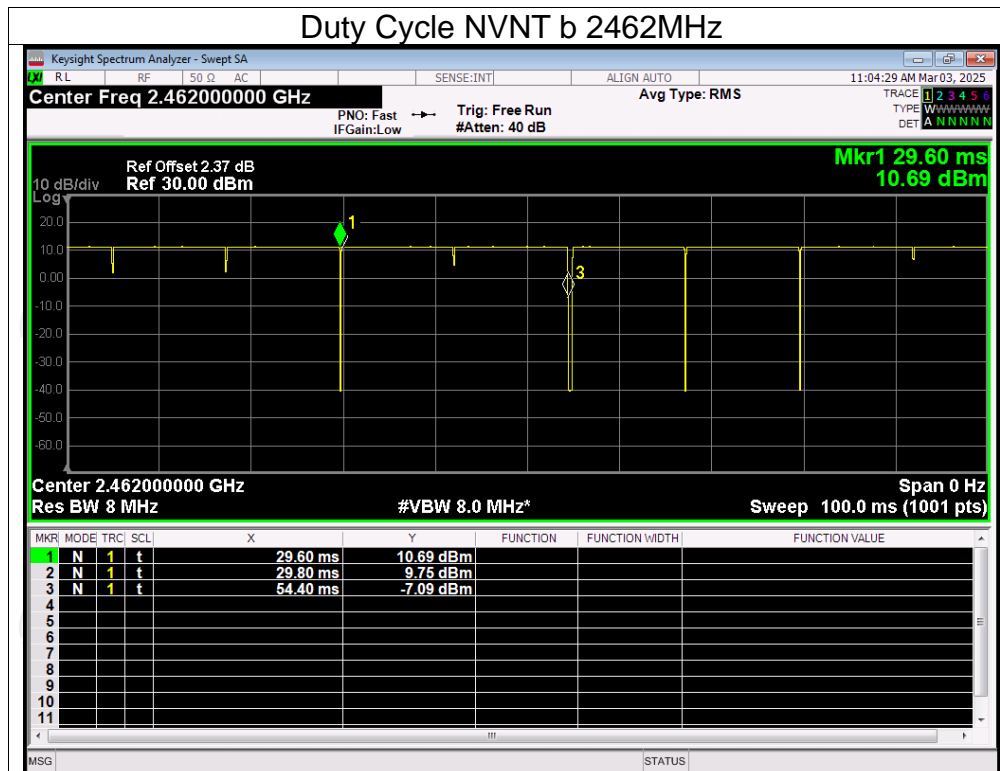 Duty Cycle NVNT b 2462MHz
Keysight Spectrum Analyzer - Swept SA
LXI RL RF 50 Ω AC SENSE:INT ALIGN AUTO 11:04:29 AM Mar 03, 2025
Center Freq 2.462000000 GHz Avg Type: RMS TRACE 1 2 3 4 5 6
PNO: Fast Trig: Free Run TYPE W W W W W W
IFGain:Low #Atten: 40 dB DET A N N N N N
Mkr1 29.60 ms
Ref Offset 2.37 dB
10 dB/div Ref 30.00 dBm 10.69 dBm
Log
20.0
1
10.0
0.00
3
-10.0
-20.0
-30.0
-40.0
-50.0
-60.0
Center 2.462000000 GHz Span 0 Hz
Res BW 8 MHz #VBW 8.0 MHz* Sweep 100.0 ms (1001 pts)
MKR MODE TRC SCL X Y FUNCTION FUNCTION WIDTH FUNCTION VALUE
1 N 1 t 29.60 ms 10.69 dBm
2 N 1 t 29.80 ms 9.75 dBm
3 N 1 t 54.40 ms -7.09 dBm
4
5
6
7
8
9
10
11
MSG STATUS